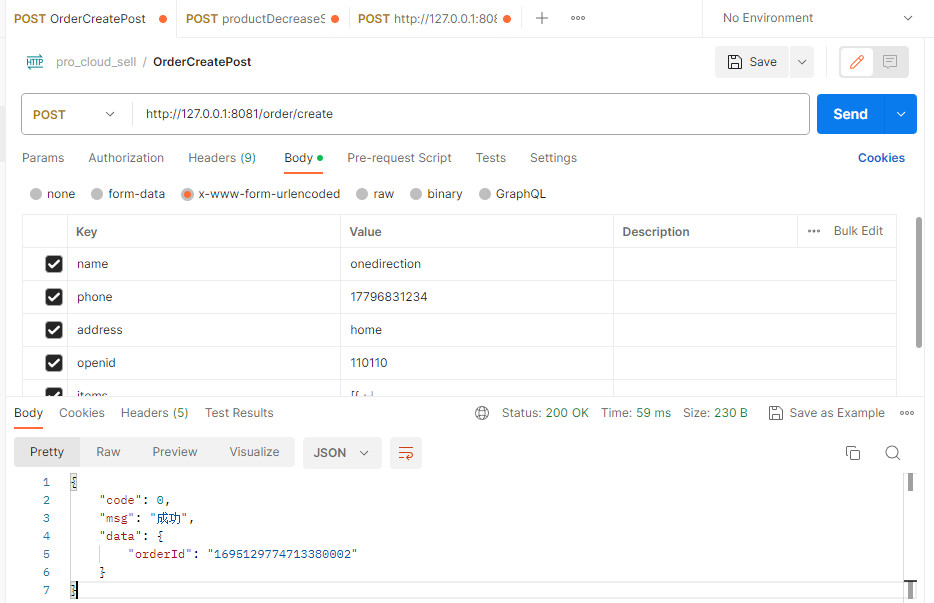 POST OrderCreatePost POST productDecreaseS POST http://127.0.0.1:808 No Environment
HTTP pro_cloud_sell / OrderCreatePost Save
POST http://127.0.0.1:8081/order/create Send
Params Authorization Headers (9) Body Pre-request Script Tests Settings Cookies
none form-data x-www-form-urlencoded raw binary GraphQL
Key Value Description Bulk Edit
name onedirection
phone 17796831234
address home
openid 110110
items
Body Cookies Headers (5) Test Results Status: 200 OK Time: 59 ms Size: 230 B Save as Example
Pretty Raw Preview Visualize JSON
1 {
2 "code": 0,
3 "msg": "成功",
4 "data": {
5 "orderId": "1695129774713380002"
6 }
7 }